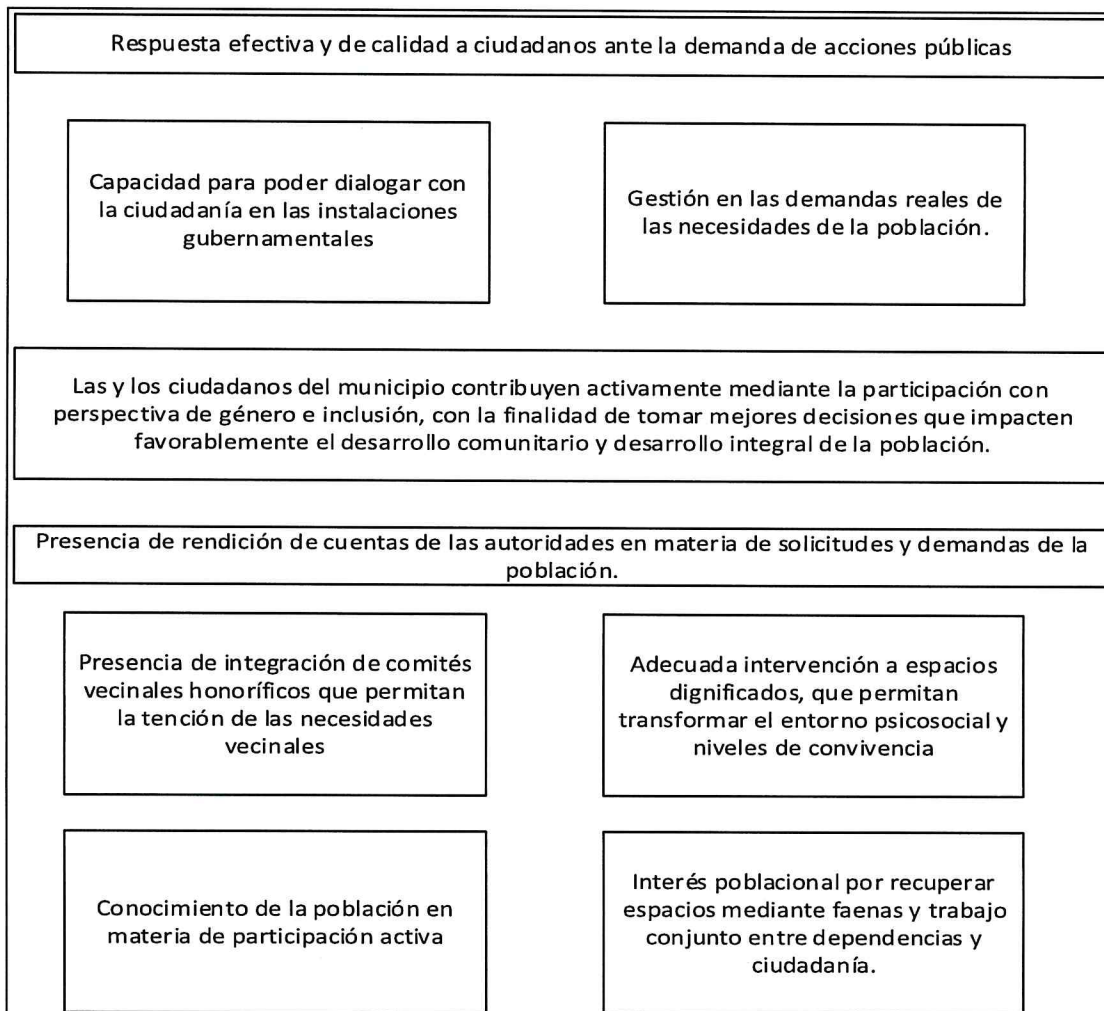 Respuesta efectiva y de calidad a ciudadanos ante la demanda de acciones públicas
Capacidad para poder dialogar con
la ciudadanía en las instalaciones
gubernamentales
Gestión en las demandas reales de
las necesidades de la población.
Las y los ciudadanos del municipio contribuyen activamente mediante la participación con
perspectiva de género e inclusión, con la finalidad de tomar mejores decisiones que impacten
favorablemente el desarrollo comunitario y desarrollo integral de la población.
Presencia de rendición de cuentas de las autoridades en materia de solicitudes y demandas de la
población.
Presencia de integración de comités
vecinales honoríficos que permitan
la tención de las necesidades
vecinales
Adecuada intervención a espacios
dignificados, que permitan
transformar el entorno psicosocial y
niveles de convivencia
Conocimiento de la población en
materia de participación activa
Interés poblacional por recuperar
espacios mediante faenas y trabajo
conjunto entre dependencias y
ciudadanía.